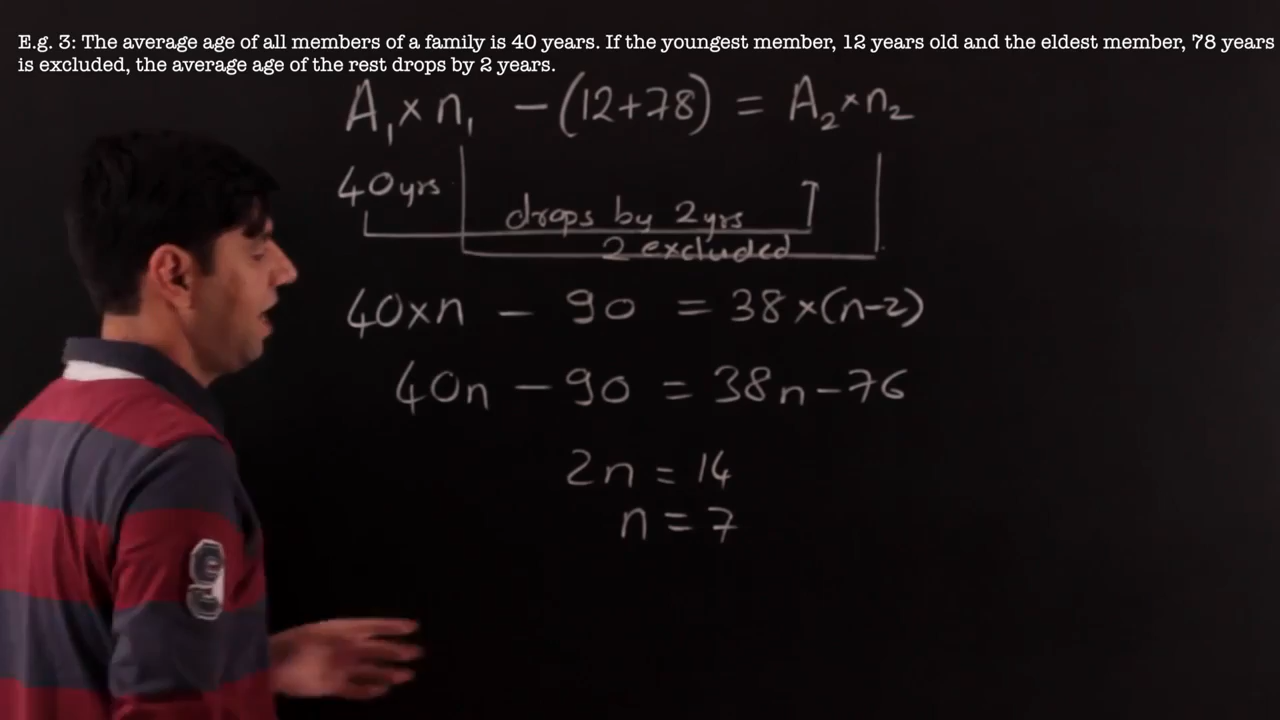 E.g. 3: The average age of all members of a family is 40 years. If the youngest member, 12 years old and the eldest member, 78 years
is excluded, the average age of the rest drops by 2 years.
A₁×n₁ − (12+78) = A₂×n₂
40yrs
drops by 2yrs
2 excluded
40×n − 90 = 38×(n−2)
40n − 90 = 38n−76
2n = 14
n = 7
9